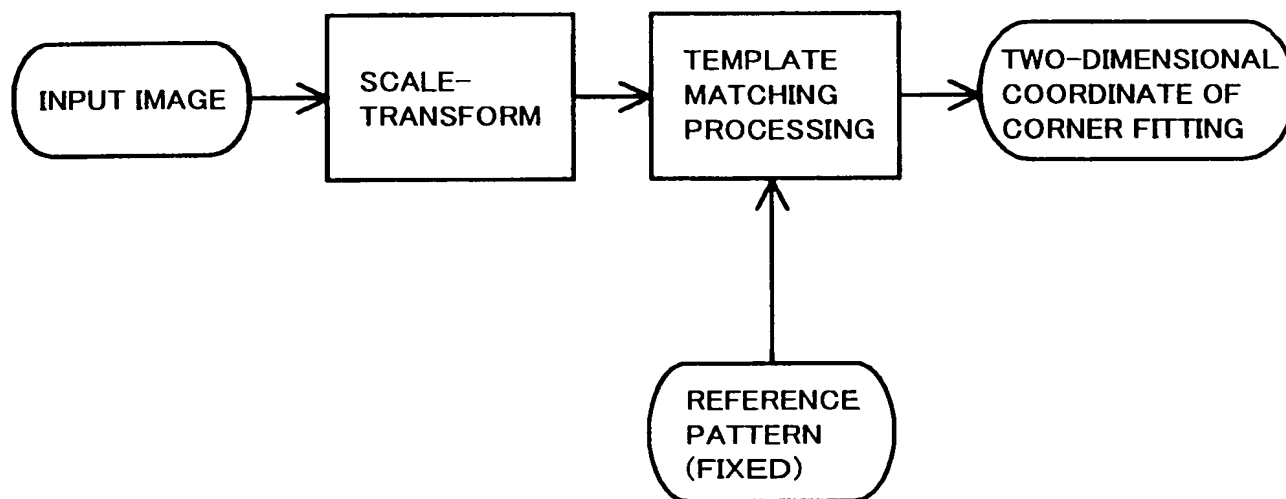 INPUT IMAGE
SCALE-
TRANSFORM
TEMPLATE
MATCHING
PROCESSING
TWO-DIMENSIONAL
COORDINATE OF
CORNER FITTING
REFERENCE
PATTERN
(FIXED)